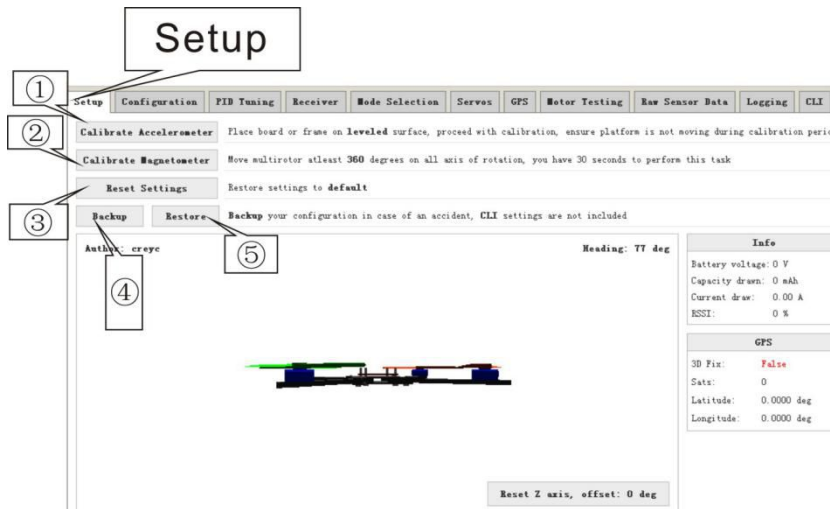 Setup
①
Setup Configuration PID Tuning Receiver Mode Selection Servos GPS Motor Testing Raw Sensor Data Logging CLI
②
Calibrate Accelerometer Place board or frame on leveled surface, proceed with calibration, ensure platform is not moving during calibration perio
Calibrate Magnetometer Move multirotor atleast 360 degrees on all axis of rotation, you have 30 seconds to perform this task
③
Reset Settings Restore settings to default
Backup Restore Backup your configuration in case of an accident, CLI settings are not included
④
⑤
Author: creyc Heading: 77 deg
Info
Battery voltage: 0 V
Capacity drawn: 0 mAh
Current draw: 0.00 A
RSSI: 0 %
GPS
3D Fix: False
Sats: 0
Latitude: 0.0000 deg
Longitude: 0.0000 deg
Reset Z axis, offset: 0 deg